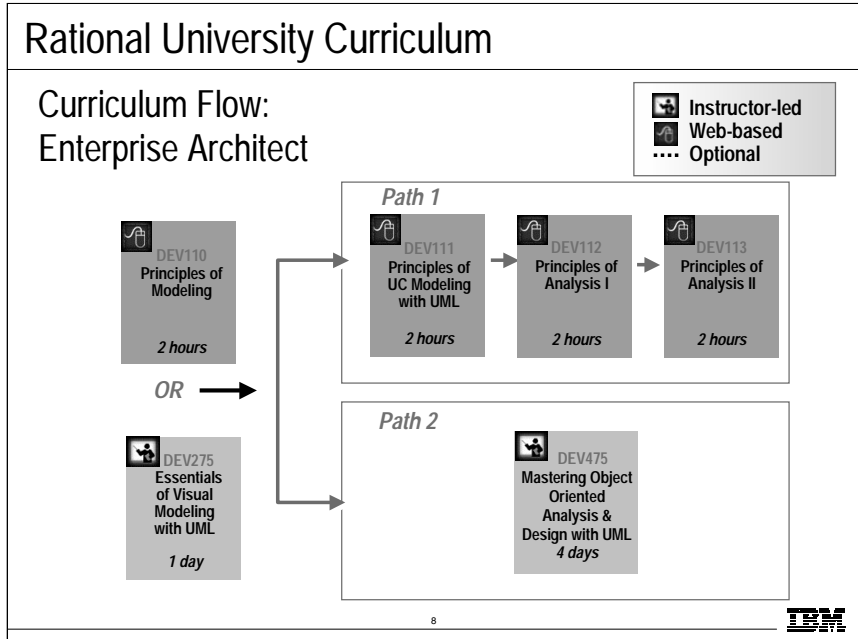 Rational University Curriculum
Curriculum Flow:
Enterprise Architect
Instructor-led
Web-based
Optional
Path 1
DEV110
Principles of
Modeling
2 hours
DEV111
Principles of
UC Modeling
with UML
2 hours
DEV112
Principles of
Analysis I
2 hours
DEV113
Principles of
Analysis II
2 hours
OR
Path 2
DEV275
Essentials
of Visual
Modeling
with UML
1 day
DEV475
Mastering Object
Oriented
Analysis &
Design with UML
4 days
8
IBM